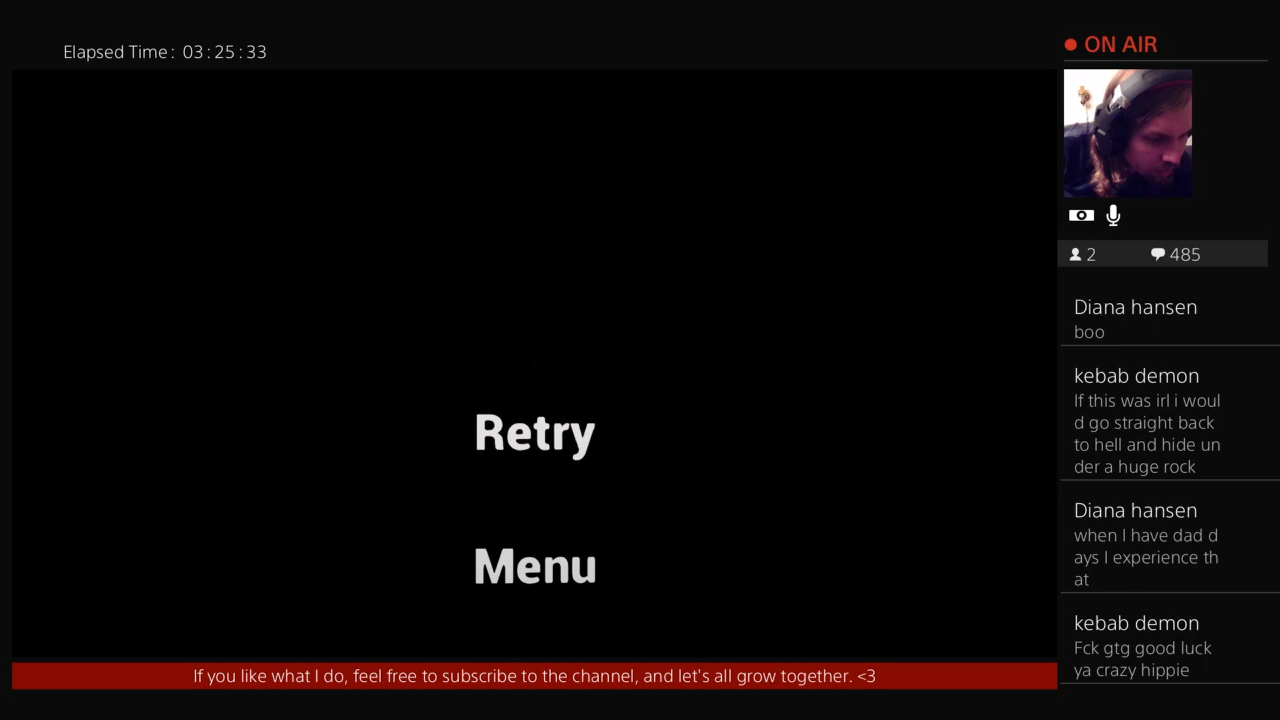 Elapsed Time: 03:25:33
ON AIR
2
485
Diana hansen
boo
kebab demon
If this was irl i woul
d go straight back
to hell and hide un
der a huge rock
Diana hansen
when I have dad d
ays I experience th
at
kebab demon
Fck gtg good luck
ya crazy hippie
Retry
Menu
If you like what I do, feel free to subscribe to the channel, and let's all grow together. <3